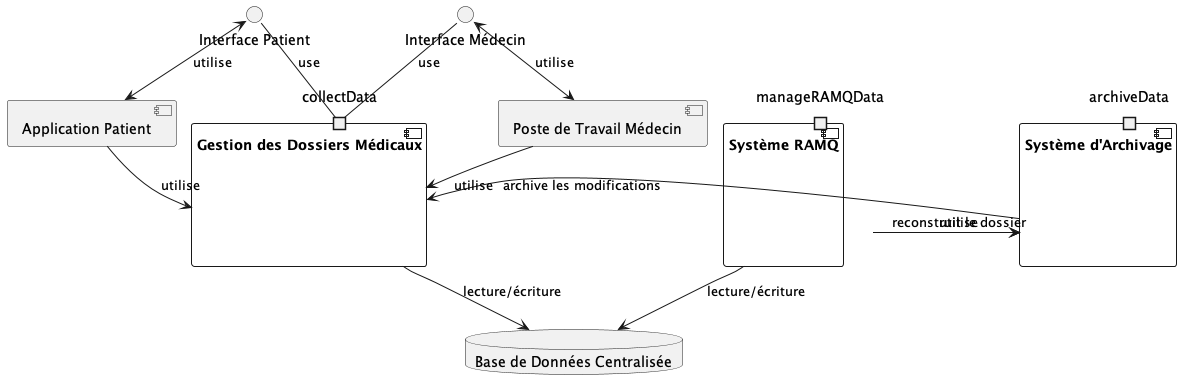 Interface Patient
Interface Médecin
utilise
use
use
utilise
collectData
manageRAMQData
archiveData
Application Patient
Poste de Travail Médecin
Gestion des Dossiers Médicaux
Système RAMQ
Système d'Archivage
utilise
utilise
archive les modifications
reconstruit le dossier
utilise
lecture/écriture
lecture/écriture
Base de Données Centralisée